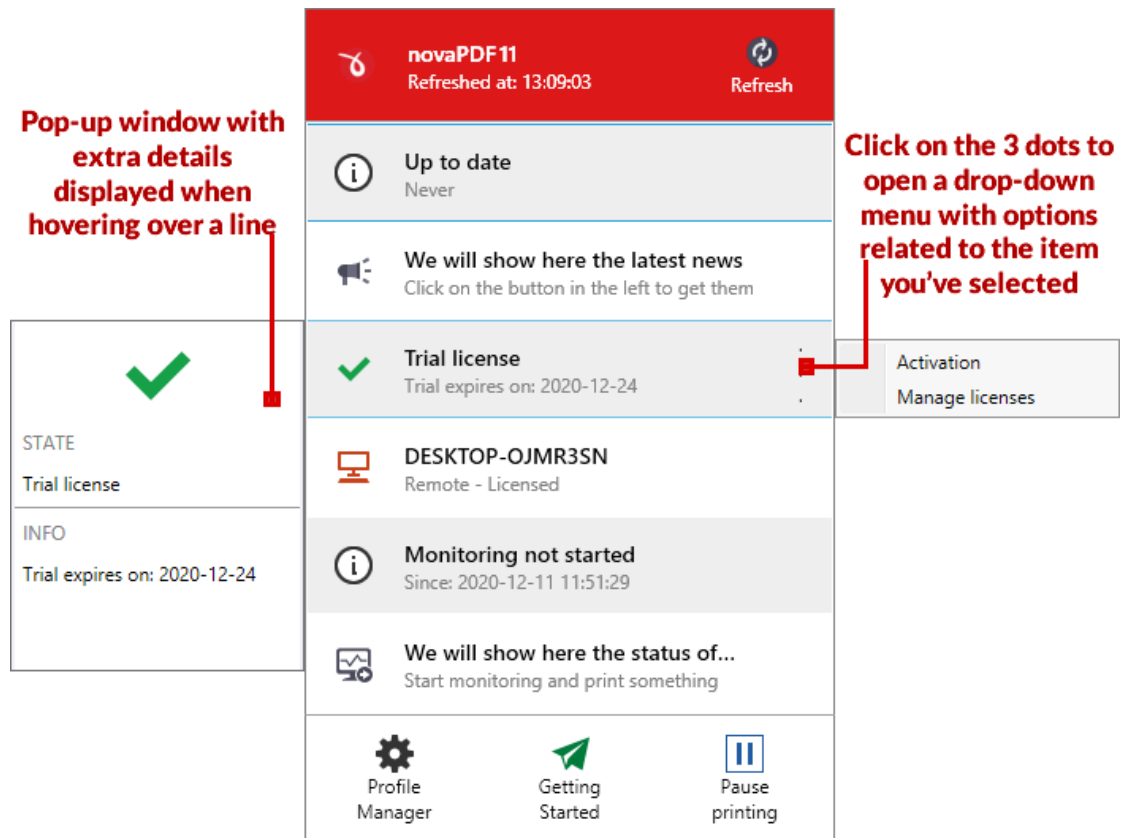 novaPDF11
Refreshed at: 13:09:03
Refresh
Pop-up window with
extra details
displayed when
hovering over a line
Click on the 3 dots to
open a drop-down
menu with options
related to the item
you've selected
Up to date
Never
We will show here the latest news
Click on the button in the left to get them
Trial license
Trial expires on: 2020-12-24
Activation
Manage licenses
STATE
Trial license
INFO
Trial expires on: 2020-12-24
DESKTOP-OJMR3SN
Remote - Licensed
Monitoring not started
Since: 2020-12-11 11:51:29
We will show here the status of...
Start monitoring and print something
Profile
Manager
Getting
Started
Pause
printing